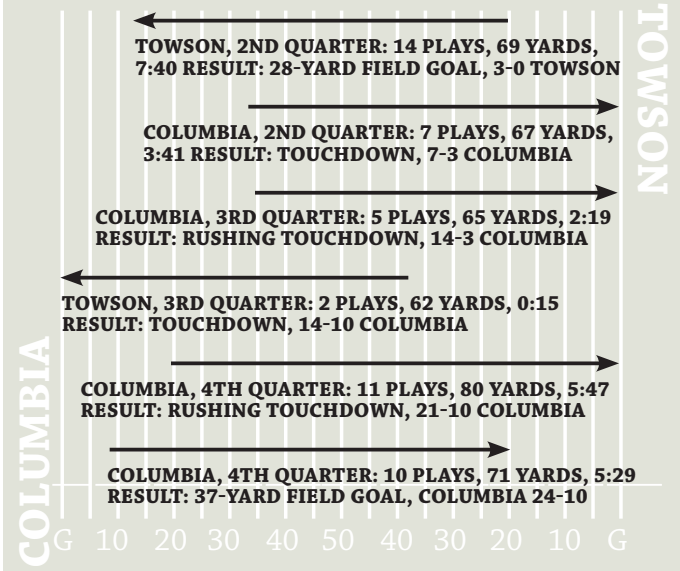 TOWSON
TOWSON, 2ND QUARTER: 14 PLAYS, 69 YARDS,
7:40 RESULT: 28-YARD FIELD GOAL, 3-0 TOWSON
COLUMBIA, 2ND QUARTER: 7 PLAYS, 67 YARDS,
3:41 RESULT: TOUCHDOWN, 7-3 COLUMBIA
COLUMBIA, 3RD QUARTER: 5 PLAYS, 65 YARDS, 2:19
RESULT: RUSHING TOUCHDOWN, 14-3 COLUMBIA
TOWSON, 3RD QUARTER: 2 PLAYS, 62 YARDS, 0:15
RESULT: TOUCHDOWN, 14-10 COLUMBIA
COLUMBIA
COLUMBIA, 4TH QUARTER: 11 PLAYS, 80 YARDS, 5:47
RESULT: RUSHING TOUCHDOWN, 21-10 COLUMBIA
COLUMBIA, 4TH QUARTER: 10 PLAYS, 71 YARDS, 5:29
RESULT: 37-YARD FIELD GOAL, COLUMBIA 24-10
G 10 20 30 40 50 40 30 20 10 G